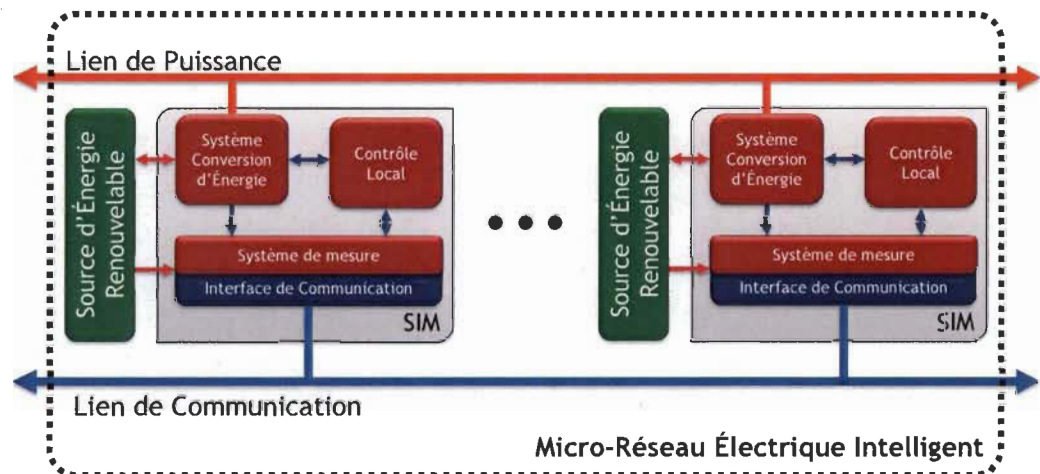 Lien de Puissance
Source d'Énergie
Renouvelable
Système
Conversion
d'Énergie
Contrôle
Local
Système de mesure
Interface de Communication
SIM
Source d'Énergie
Renouvelable
Système
Conversion
d'Énergie
Contrôle
Local
Système de mesure
Interface de Communication
SIM
Lien de Communication
Micro-Réseau Électrique Intelligent